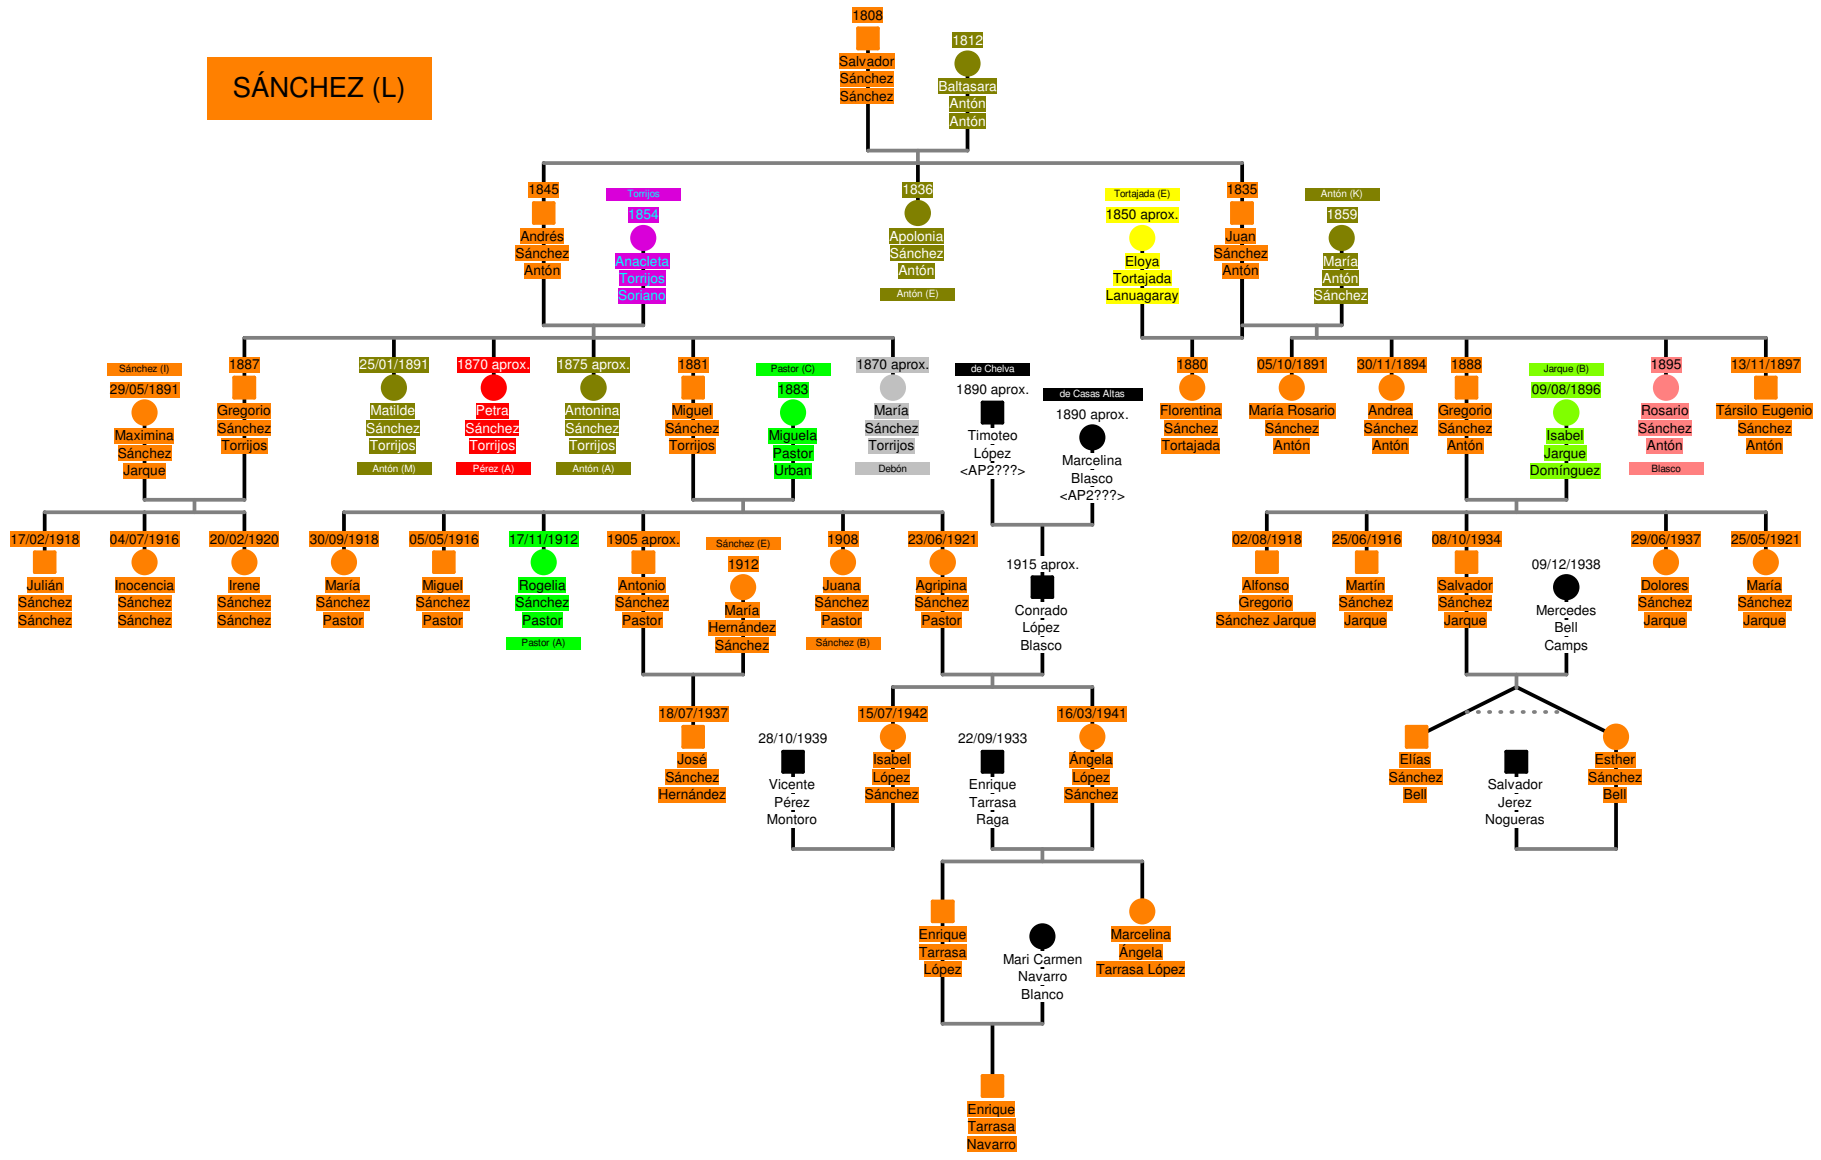 SÁNCHEZ (L)
1808
Salvador
Sánchez
Sánchez
1812
Baltasara
Antón
Antón
1845
Andrés
Sánchez
Antón
Torrijos
1854
Anacleta
Torrijos
Soriano
1836
Apolonia
Sánchez
Antón
Antón (E)
Tortajada (E)
1850 aprox.
Eloya
Tortajada
Lanuagaray
1835
Juan
Sánchez
Antón
Antón (K)
1859
María
Antón
Sánchez
Sánchez (I)
29/05/1891
Maximina
Sánchez
Jarque
1887
Gregorio
Sánchez
Torrijos
25/01/1891
Matilde
Sánchez
Torrijos
Antón (M)
1870 aprox.
Petra
Sánchez
Torrijos
Pérez (A)
1875 aprox.
Antonina
Sánchez
Torrijos
Antón (A)
1881
Miguel
Sánchez
Torrijos
Pastor (C)
1883
Miguela
Pastor
Urban
1870 aprox.
María
Sánchez
Torrijos
Debón
de Chelva
1890 aprox.
Timoteo
López
<AP2???>
de Casas Altas
1890 aprox.
Marcelina
Blasco
<AP2???>
1880
Florentina
Sánchez
Tortajada
05/10/1891
María Rosario
Sánchez
Antón
30/11/1894
Andrea
Sánchez
Antón
1888
Gregorio
Sánchez
Antón
Jarque (B)
09/08/1896
Isabel
Jarque
Domínguez
1895
Rosario
Sánchez
Antón
Blasco
13/11/1897
Társilo Eugenio
Sánchez
Antón
17/02/1918
Julián
Sánchez
Sánchez
04/07/1916
Inocencia
Sánchez
Sánchez
20/02/1920
Irene
Sánchez
Sánchez
30/09/1918
María
Sánchez
Pastor
05/05/1916
Miguel
Sánchez
Pastor
17/11/1912
Rogelia
Sánchez
Pastor
Pastor (A)
1905 aprox.
Antonio
Sánchez
Pastor
Sánchez (E)
1912
María
Hernández
Sánchez
1908
Juana
Sánchez
Pastor
Sánchez (B)
23/06/1921
Agripina
Sánchez
Pastor
1915 aprox.
Conrado
López
Blasco
02/08/1918
Alfonso
Gregorio
Sánchez Jarque
25/06/1916
Martín
Sánchez
Jarque
08/10/1934
Salvador
Sánchez
Jarque
09/12/1938
Mercedes
Bell
Camps
29/06/1937
Dolores
Sánchez
Jarque
25/05/1921
María
Sánchez
Jarque
18/07/1937
José
Sánchez
Hernández
28/10/1939
Vicente
Pérez
Montoro
15/07/1942
Isabel
López
Sánchez
22/09/1933
Enrique
Tarrasa
Raga
16/03/1941
Ángela
López
Sánchez
Elías
Sánchez
Bell
Salvador
Jerez
Nogueras
Esther
Sánchez
Bell
Enrique
Tarrasa
López
Mari Carmen
Navarro
Blanco
Marcelina
Ángela
Tarrasa López
Enrique
Tarrasa
Navarro